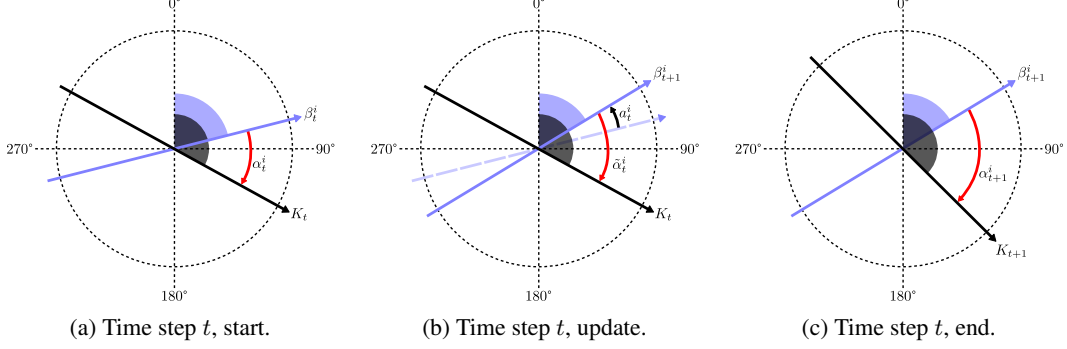 0°
β_t^i
270°
90°
α_t^i
K_t
180°
(a) Time step t, start.
0°
β_{t+1}^i
a_t^i
270°
90°
α̃_t^i
K_t
180°
(b) Time step t, update.
0°
β_{t+1}^i
270°
90°
α_{t+1}^i
K_{t+1}
180°
(c) Time step t, end.